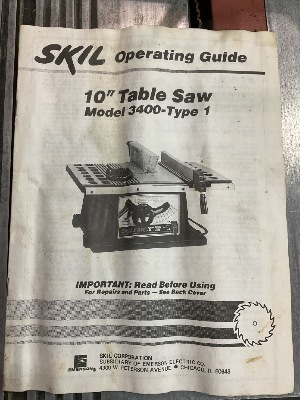 SKIL Operating Guide
10" Table Saw
Model 3400-Type 1
IMPORTANT: Read Before Using
For Repairs and Parts — See Back Cover
EMERSON
SKIL CORPORATION
SUBSIDIARY OF EMERSON ELECTRIC CO.
4300 W. PETERSON AVENUE • CHICAGO, IL 60646